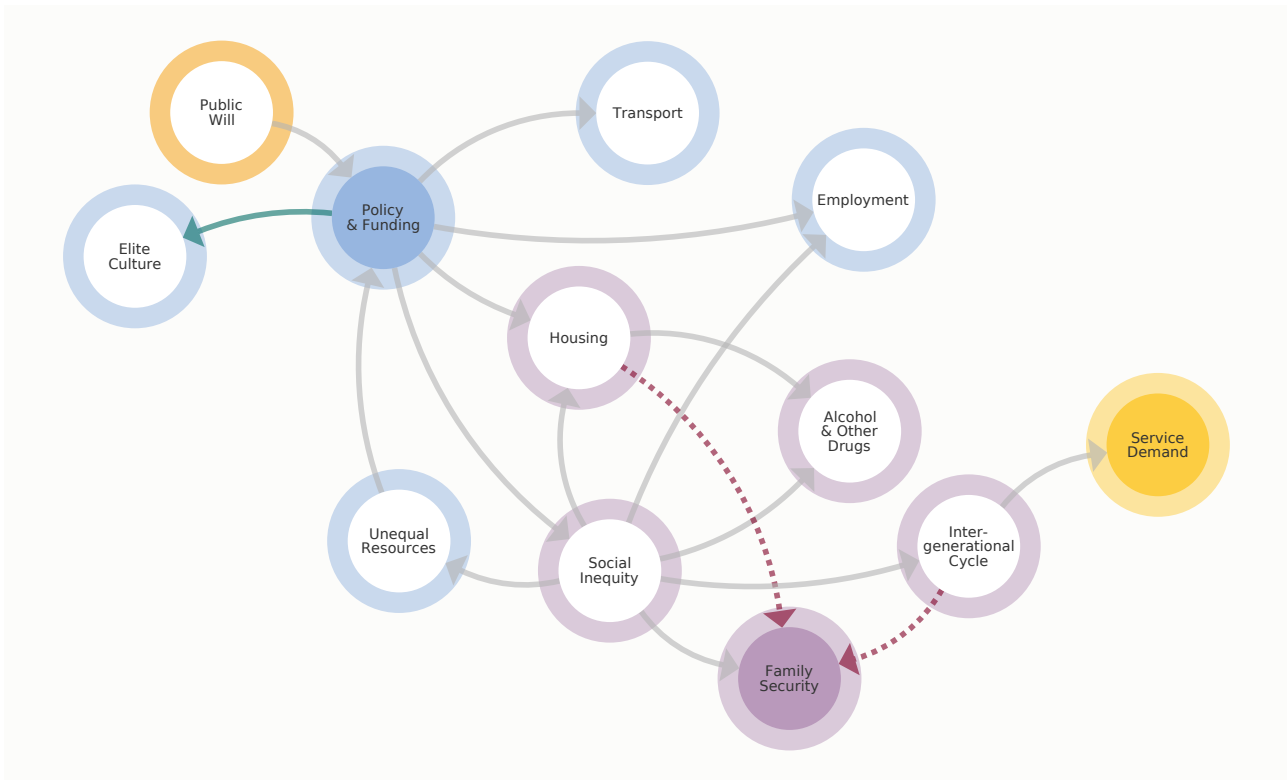 Public
Will
Transport
Employment
Policy
& Funding
Elite
Culture
Housing
Alcohol
& Other
Drugs
Service
Demand
Unequal
Resources
Social
Inequity
Inter-
generational
Cycle
Family
Security